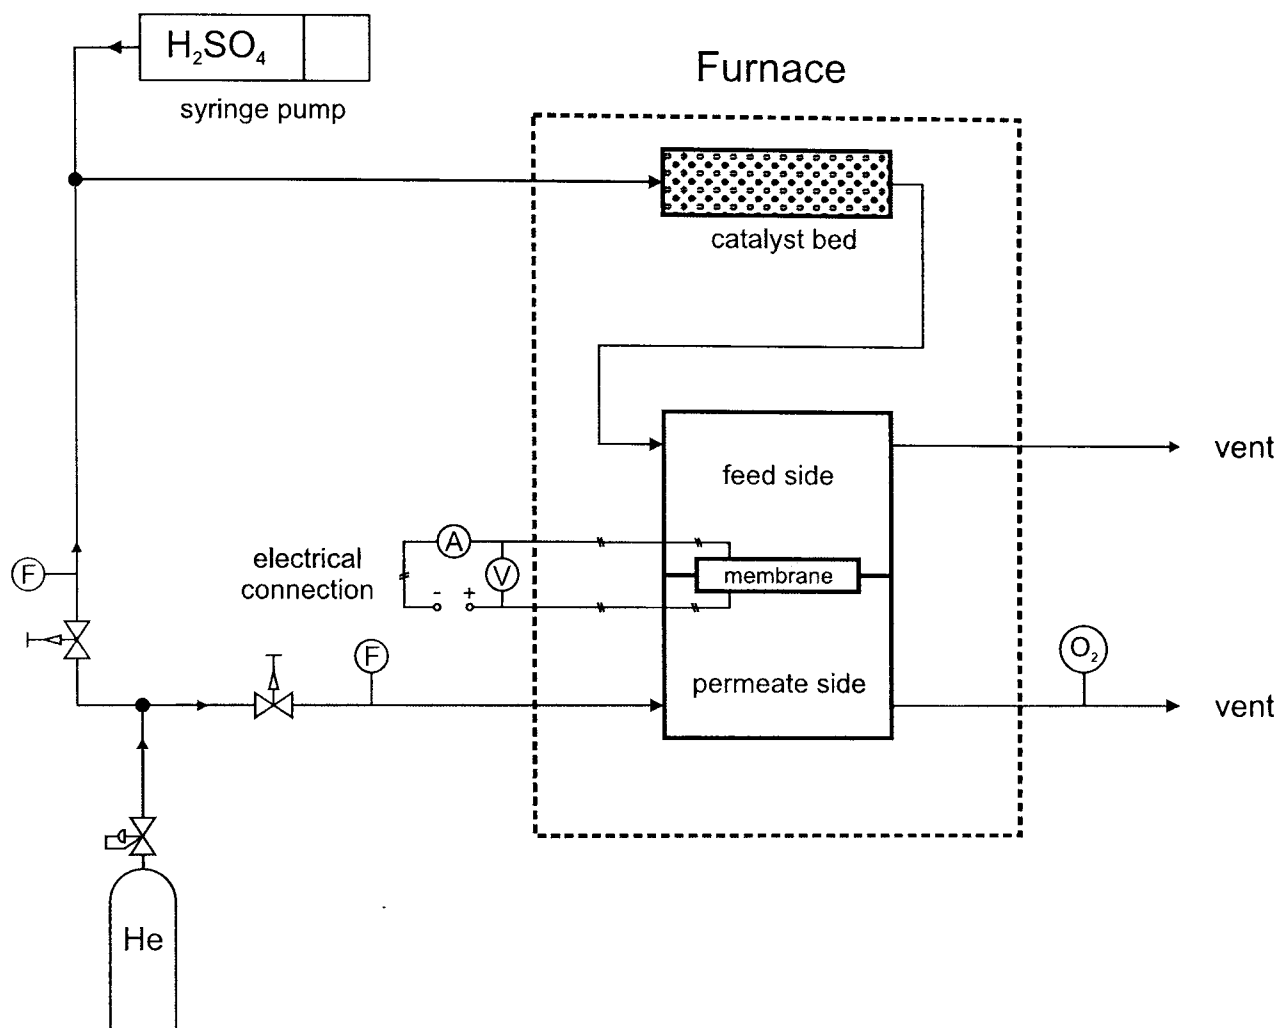 H₂SO₄
syringe pump
Furnace
catalyst bed
feed side
vent
electrical
connection
A
V
- +
membrane
F
F
O₂
permeate side
vent
He